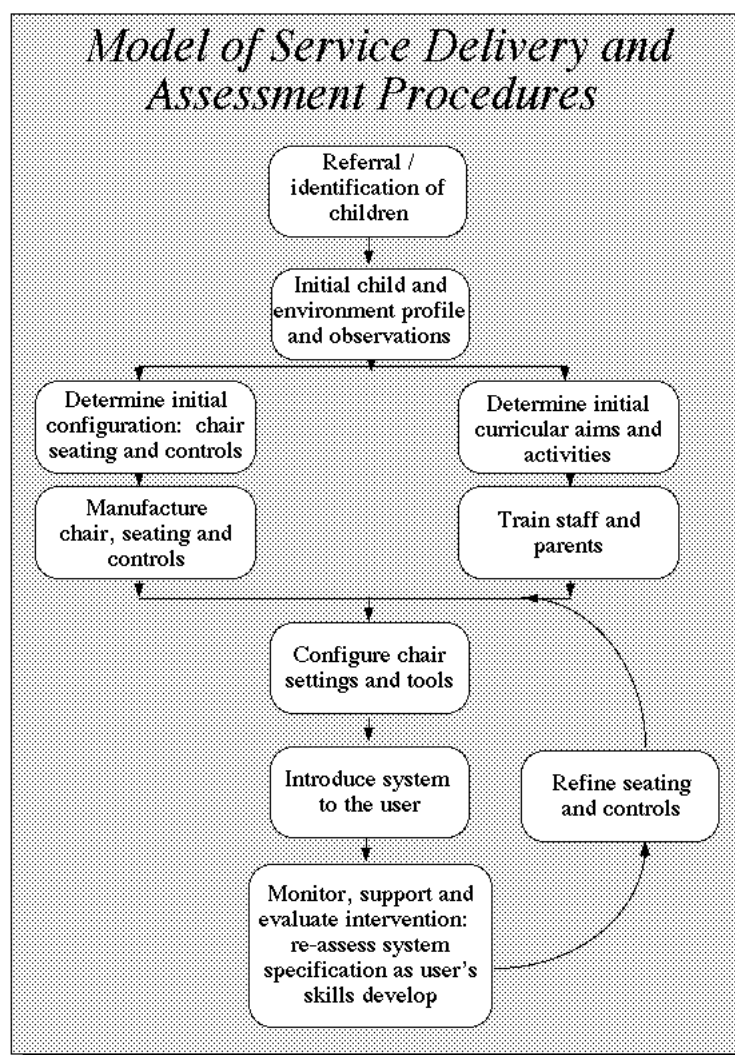 Model of Service Delivery and
Assessment Procedures
Referral /
identification of
children
Initial child and
environment profile
and observations
Determine initial
configuration: chair
seating and controls
Determine initial
curricular aims and
activities
Manufacture
chair, seating and
controls
Train staff and
parents
Configure chair
settings and tools
Introduce system
to the user
Refine seating
and controls
Monitor, support and
evaluate intervention:
re-assess system
specification as user's
skills develop